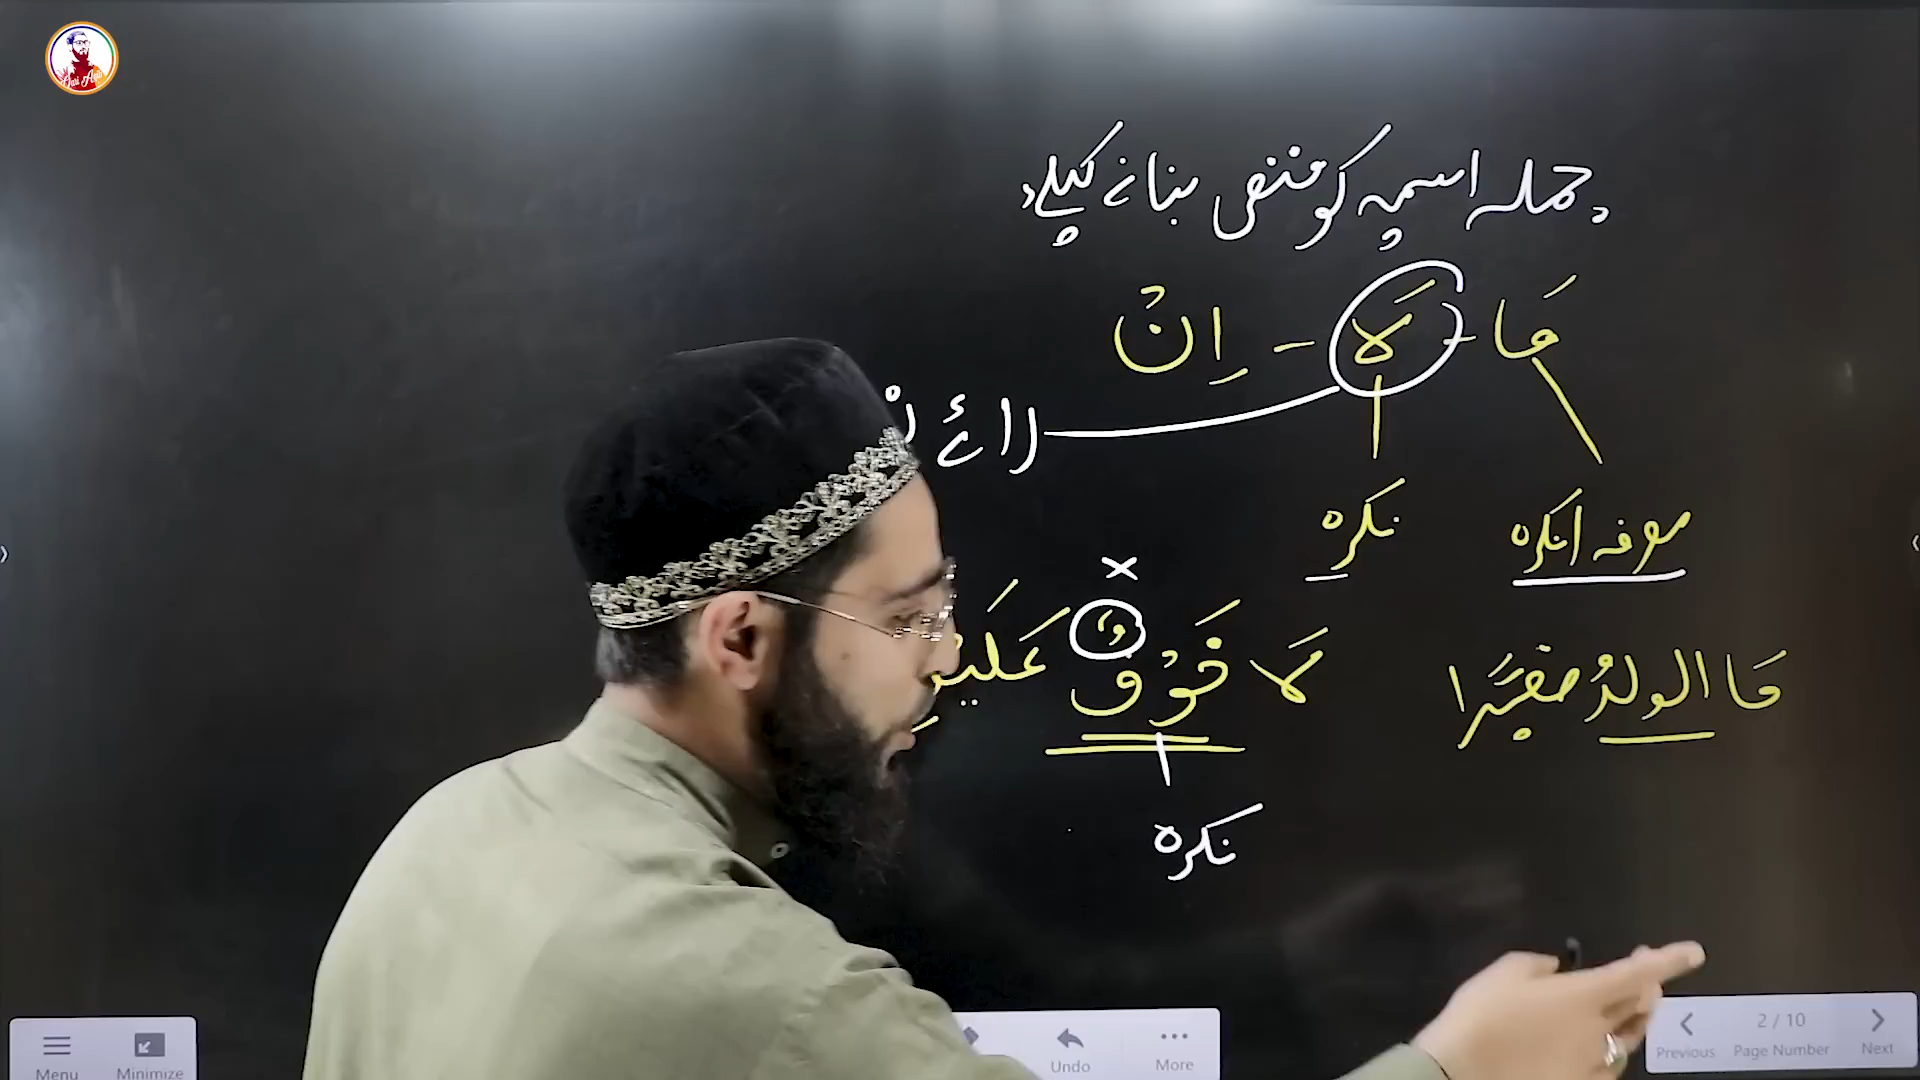 جملہ اسمیہ کو منفی بنانے کیلئے
مَا - لَا - اِنْ
معرفہ / نکرہ
نکرہ
مَا الولدُ صغیرًا
لَا خَوْفٌ عَلَیْ
نکرہ
Menu
Minimize
Undo
More
Previous
2 / 10
Page Number
Next